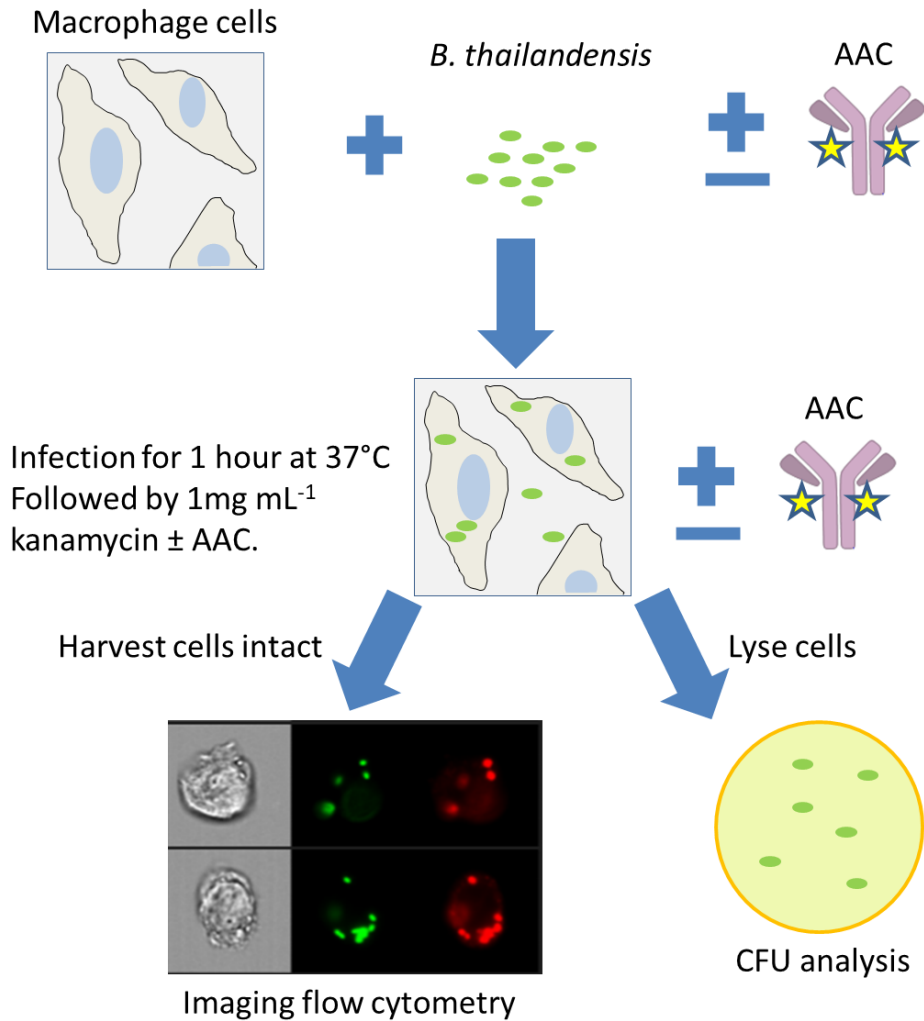 Macrophage cells
B. thailandensis
AAC
AAC
Infection for 1 hour at 37°C
Followed by 1mg mL⁻¹
kanamycin ± AAC.
Harvest cells intact
Lyse cells
Imaging flow cytometry
CFU analysis